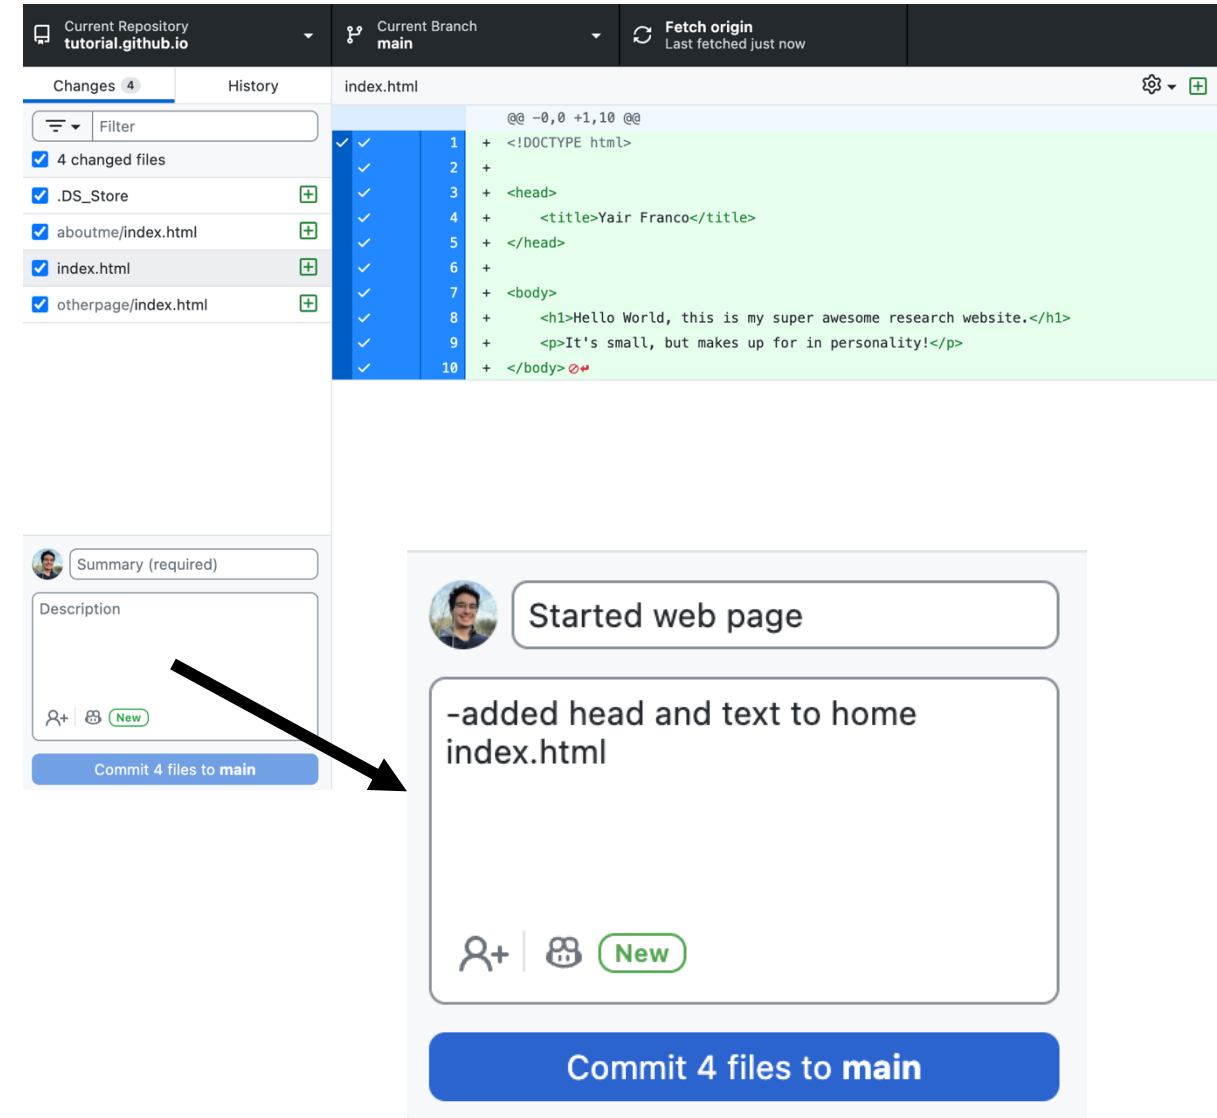 Current Repository
tutorial.github.io
Current Branch
main
Fetch origin
Last fetched just now
Changes 4
History
index.html
Filter
4 changed files
.DS_Store
aboutme/index.html
index.html
otherpage/index.html
@@ -0,0 +1,10 @@
1 + <!DOCTYPE html>
2 +
3 + <head>
4 +     <title>Yair Franco</title>
5 + </head>
6 +
7 + <body>
8 +     <h1>Hello World, this is my super awesome research website.</h1>
9 +     <p>It's small, but makes up for in personality!</p>
10 + </body>
Summary (required)
Description
New
Commit 4 files to main
Started web page
-added head and text to home
index.html
New
Commit 4 files to main